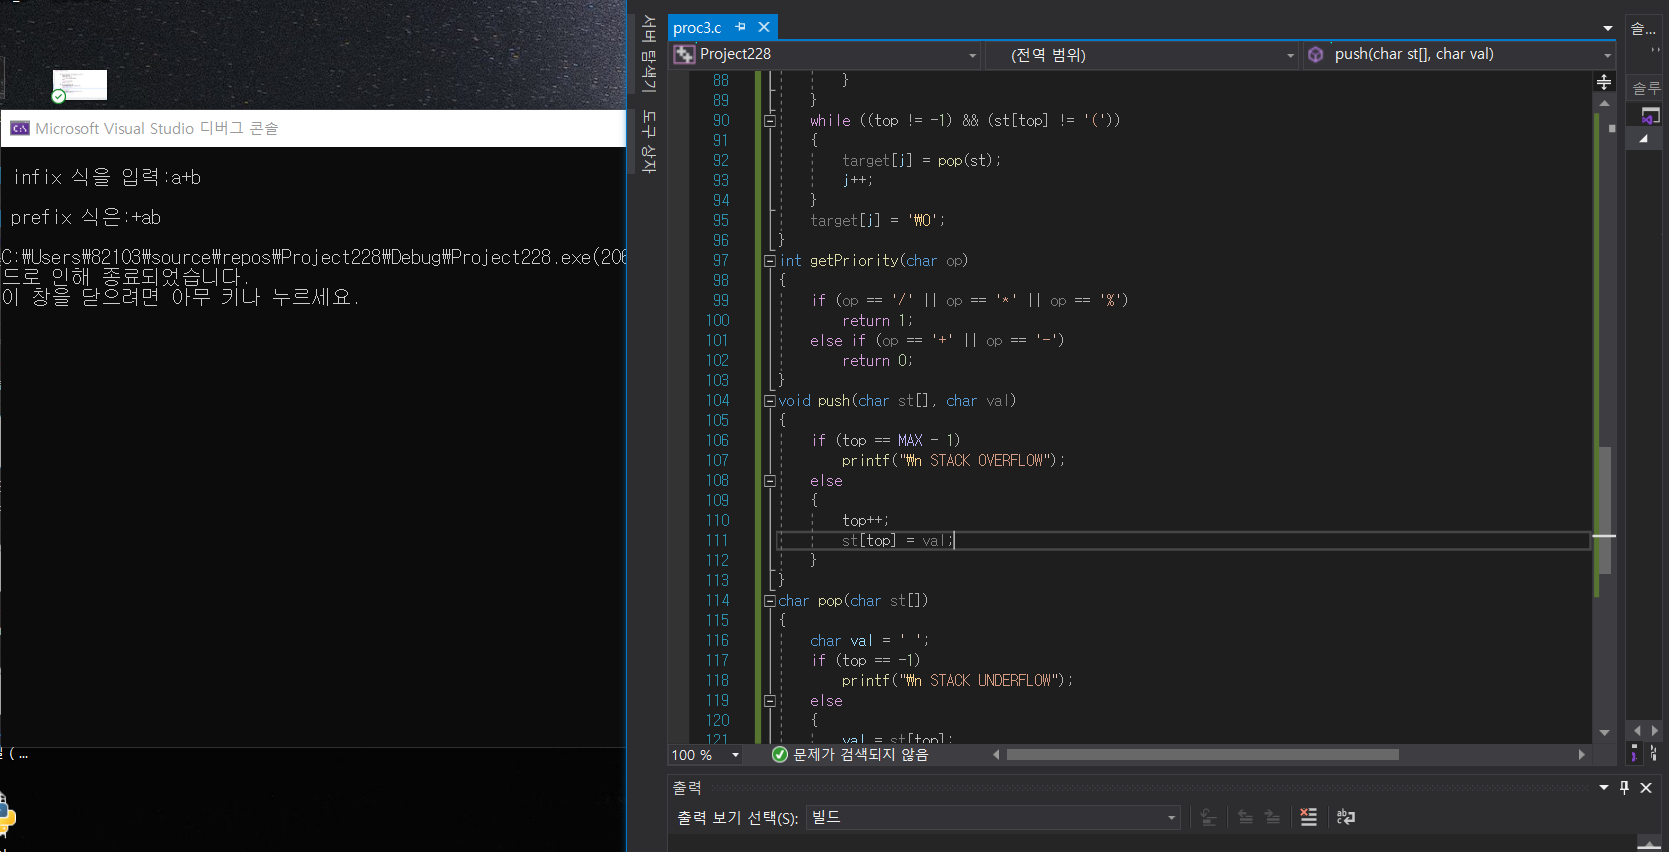 Microsoft Visual Studio 디버그 콘솔
infix 식을 입력:a+b
prefix 식은:+ab
C:₩Users₩82103₩source₩repos₩Project228₩Debug₩Project228.exe(206
드로 인해 종료되었습니다.
이 창을 닫으려면 아무 키나 누르세요.
( ...
서버 탐색기
도구 상자
proc3.c
Project228
(전역 범위)
push(char st[], char val)
88 }
89 }
90 while ((top != -1) && (st[top] != '('))
91 {
92 target[j] = pop(st);
93 j++;
94 }
95 target[j] = '₩0';
96 }
97 int getPriority(char op)
98 {
99 if (op == '/' || op == '*' || op == '%')
100 return 1;
101 else if (op == '+' || op == '-')
102 return 0;
103 }
104 void push(char st[], char val)
105 {
106 if (top == MAX - 1)
107 printf("₩n STACK OVERFLOW");
108 else
109 {
110 top++;
111 st[top] = val;
112 }
113 }
114 char pop(char st[])
115 {
116 char val = ' ';
117 if (top == -1)
118 printf("₩n STACK UNDERFLOW");
119 else
120 {
121 val = st[top];
100 %
문제가 검색되지 않음
출력
출력 보기 선택(S): 빌드
솔...
솔루